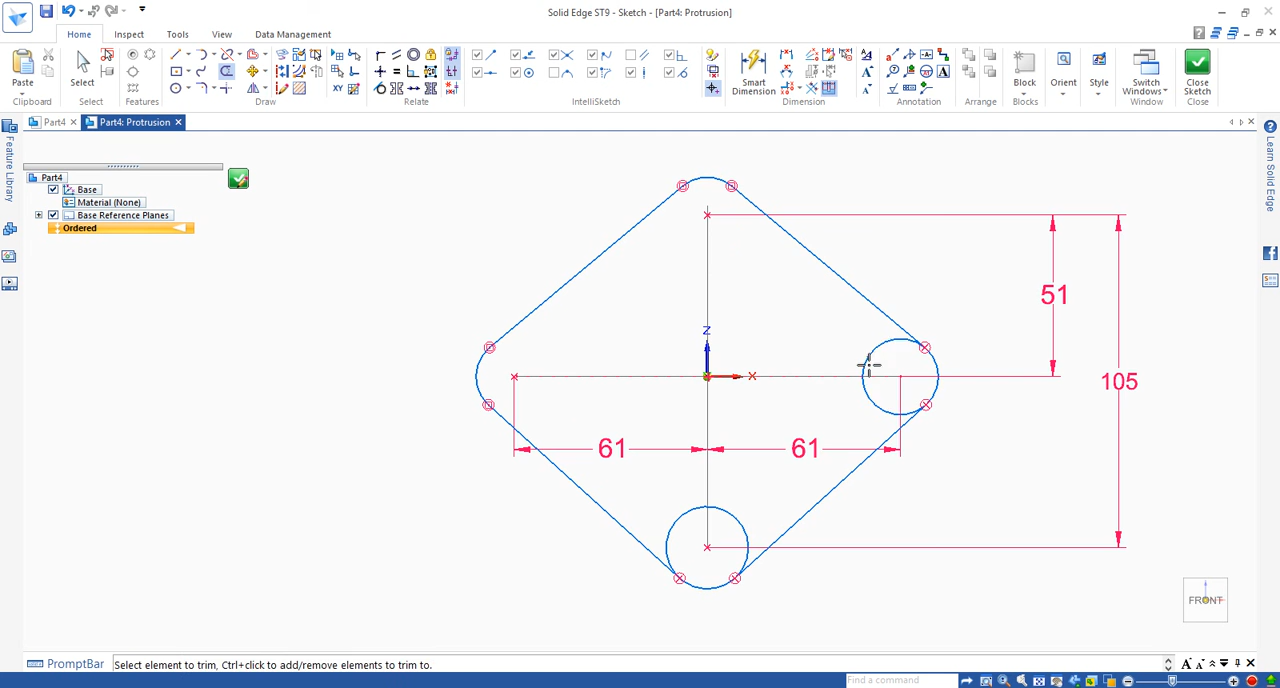 Solid Edge ST9 - Sketch - [Part4: Protrusion]
Home Inspect Tools View Data Management
Paste
Clipboard
Select
Select
Features
Draw
Relate
IntelliSketch
Smart Dimension
Dimension
Annotation
Arrange
Block
Blocks
Orient
Style
Switch Windows
Window
Close Sketch
Close
Part4 Part4: Protrusion
Feature Library
Learn Solid Edge
Part4
Base
Material (None)
Base Reference Planes
Ordered
51
105
61
61
Z
X
FRONT
PromptBar
Select element to trim, Ctrl+click to add/remove elements to trim to.
Find a command